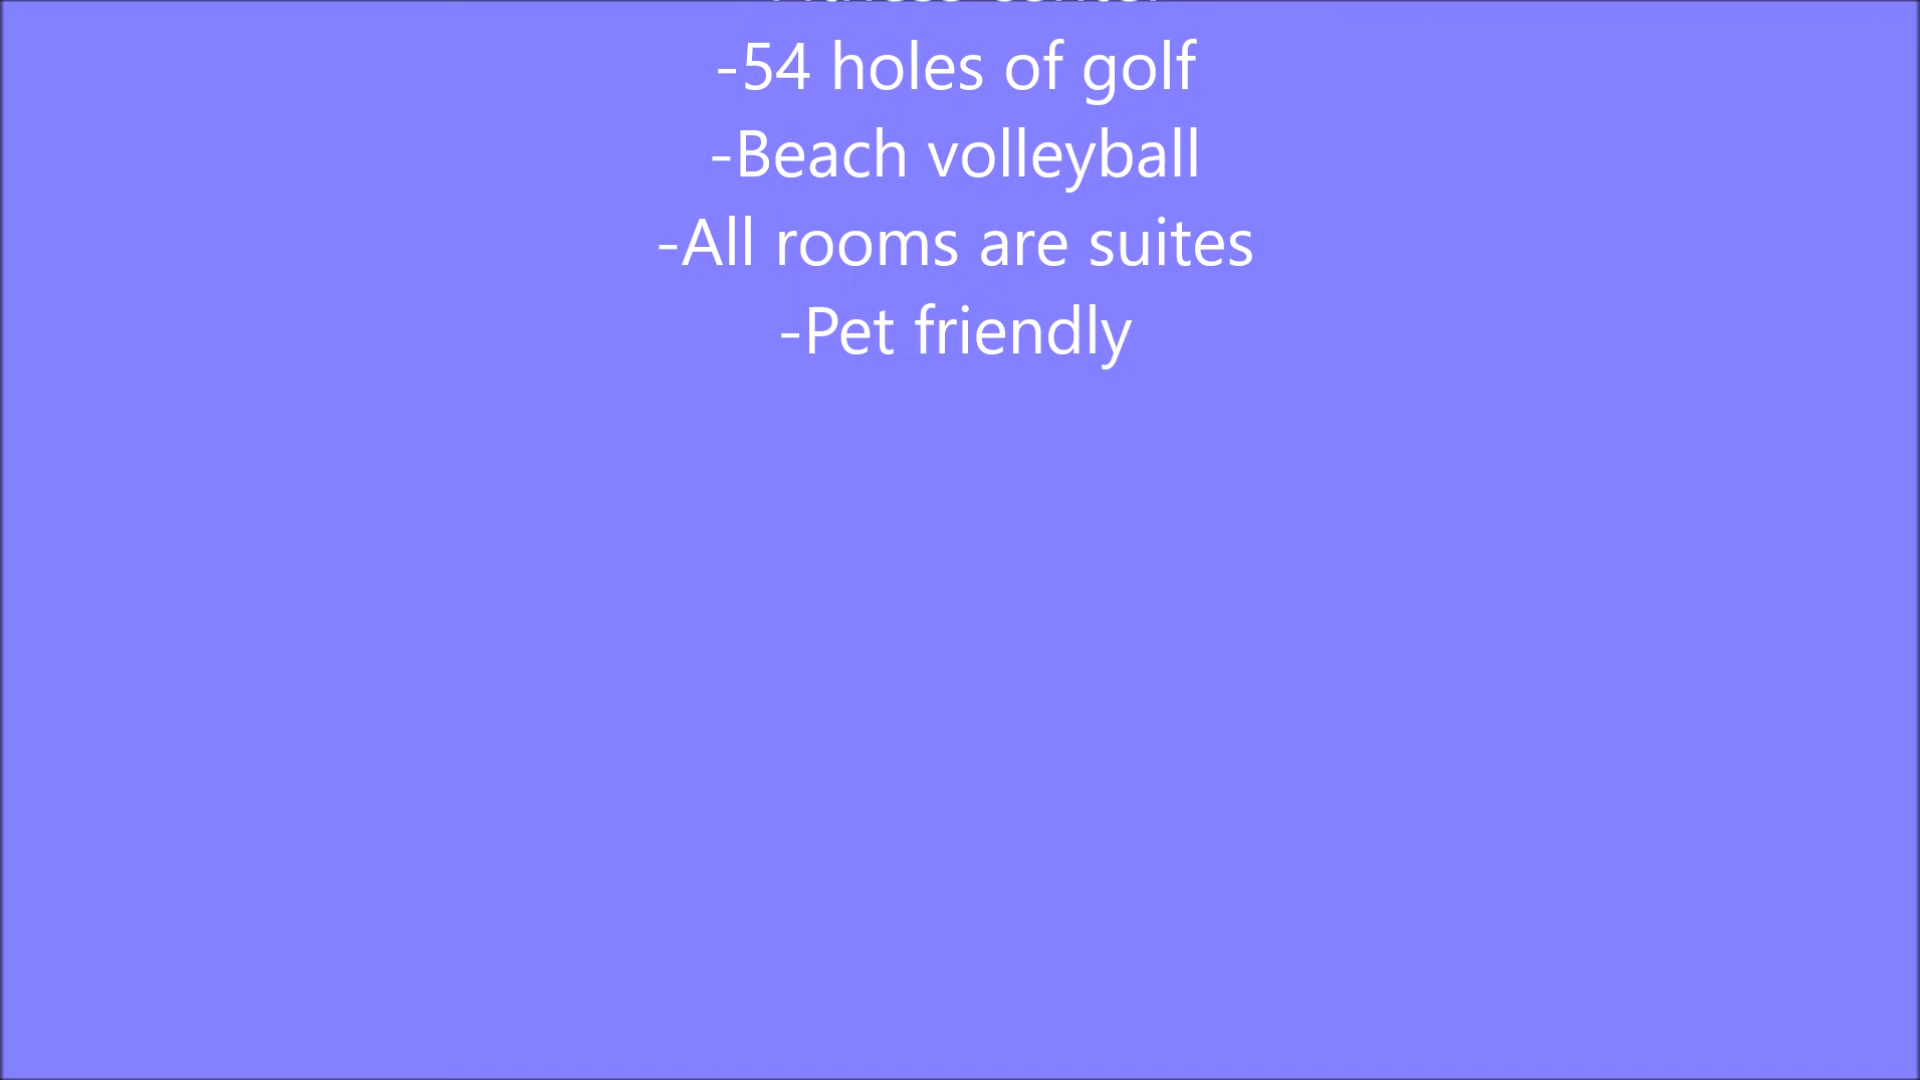 -54 holes of golf
-Beach volleyball
-All rooms are suites
-Pet friendly